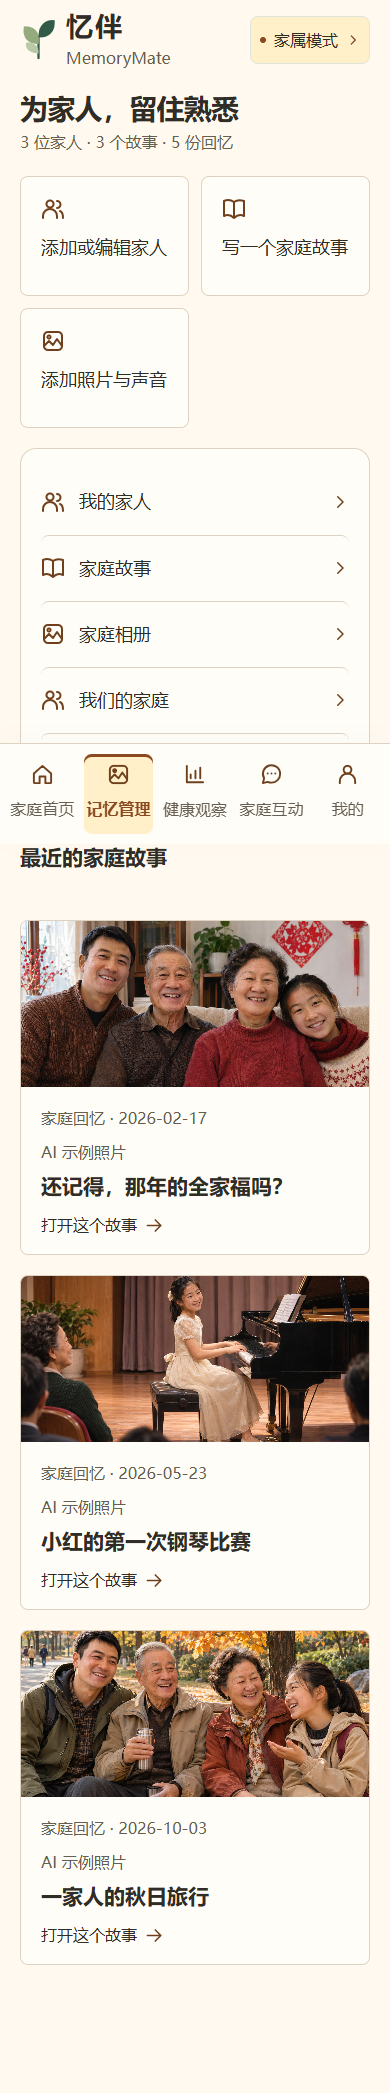 忆伴
MemoryMate
家属模式
为家人，留住熟悉
3 位家人 · 3 个故事 · 5 份回忆
添加或编辑家人
写一个家庭故事
添加照片与声音
我的家人
家庭故事
家庭相册
我们的家庭
家庭首页
记忆管理
健康观察
家庭互动
我的
最近的家庭故事
家庭回忆 · 2026-02-17
AI 示例照片
还记得，那年的全家福吗？
打开这个故事
家庭回忆 · 2026-05-23
AI 示例照片
小红的第一次钢琴比赛
打开这个故事
家庭回忆 · 2026-10-03
AI 示例照片
一家人的秋日旅行
打开这个故事